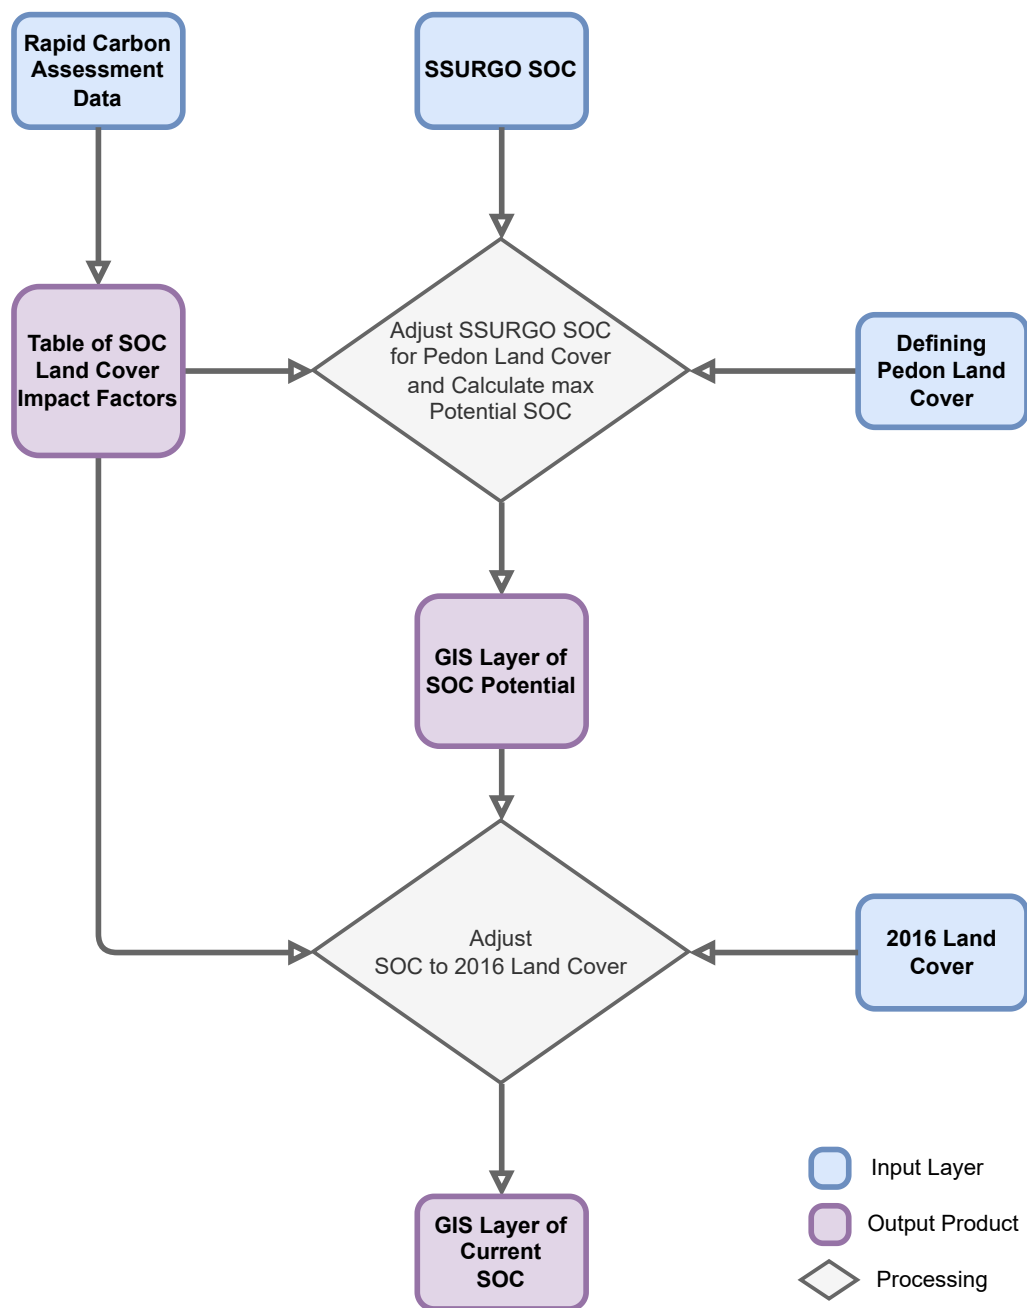 Rapid Carbon
Assessment
Data
SSURGO SOC
Table of SOC
Land Cover
Impact Factors
Adjust SSURGO SOC
for Pedon Land Cover
and Calculate max
Potential SOC
Defining
Pedon Land
Cover
GIS Layer of
SOC Potential
Adjust
SOC to 2016 Land Cover
2016 Land
Cover
GIS Layer of
Current
SOC
Input Layer
Output Product
Processing